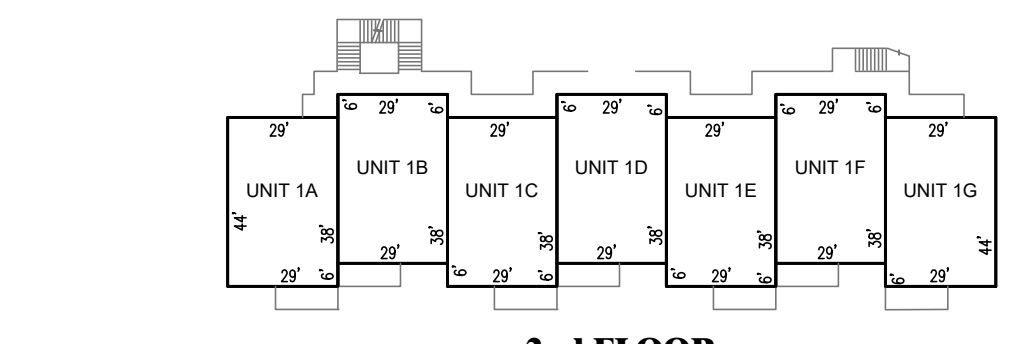 6' 29' 6' 6' 29' 6' 6' 29' 6'
29' 29' 29' 29'
UNIT 1B UNIT 1D UNIT 1F
UNIT 1A UNIT 1C UNIT 1E UNIT 1G
44' 38' 38' 38' 38' 38' 38' 44'
29' 29' 29'
29' 6' 6' 29' 6' 6' 29' 6' 6' 29'
2nd FLOOR